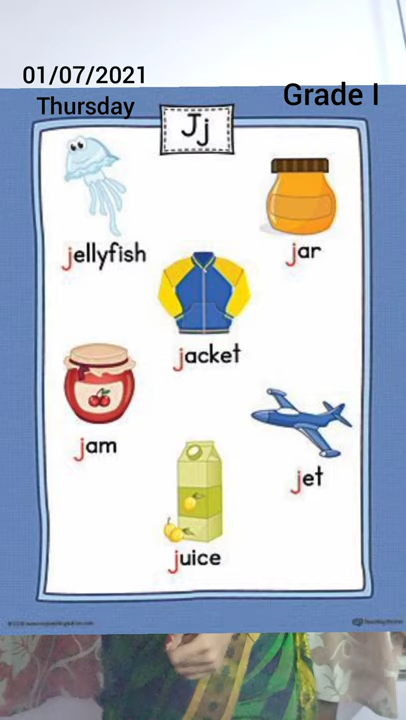 01/07/2021
Thursday
Grade I
Jj
jellyfish
jar
jacket
jam
jet
juice